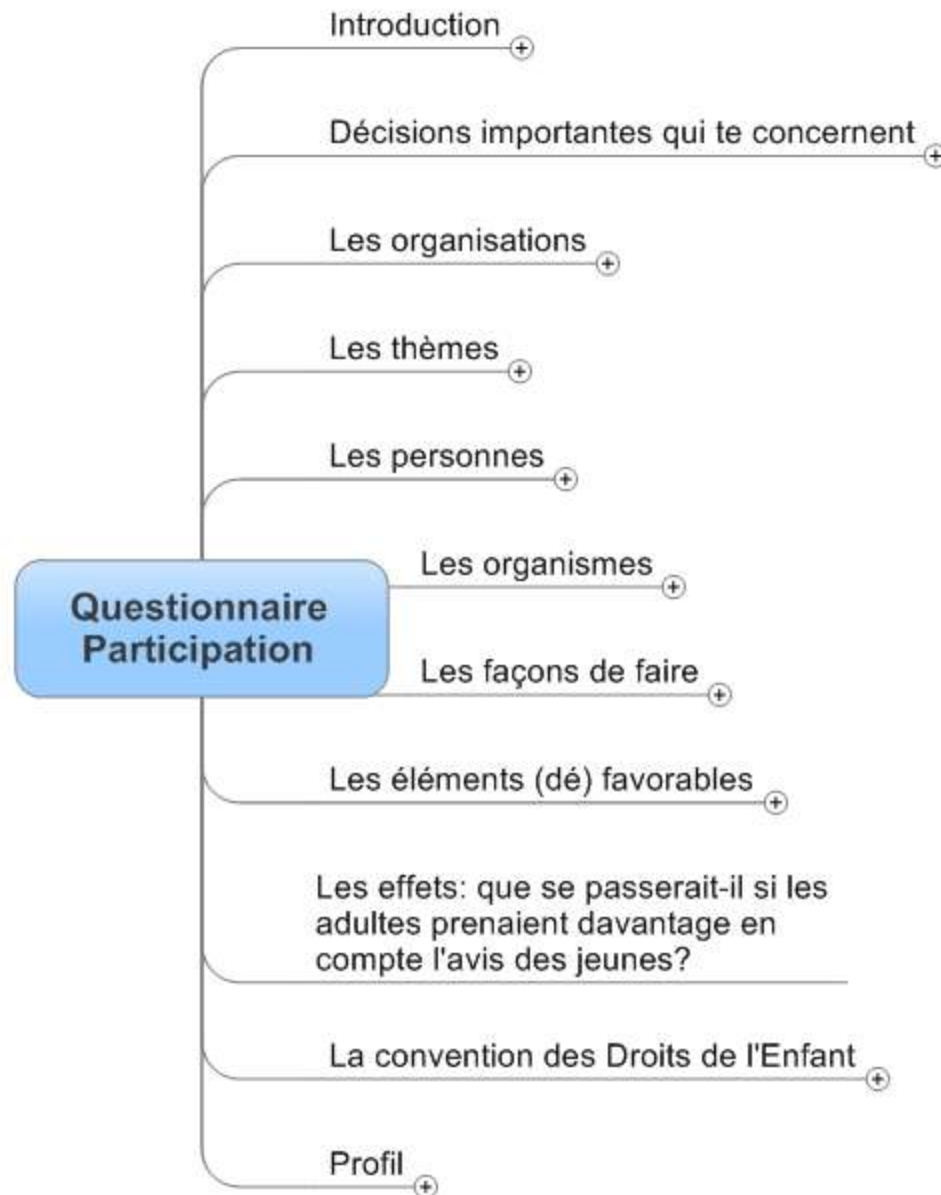 Introduction
Décisions importantes qui te concernent
Les organisations
Les thèmes
Les personnes
Les organismes
Questionnaire
Participation
Les façons de faire
Les éléments (dé) favorables
Les effets: que se passerait-il si les
adultes prenaient davantage en
compte l'avis des jeunes?
La convention des Droits de l'Enfant
Profil